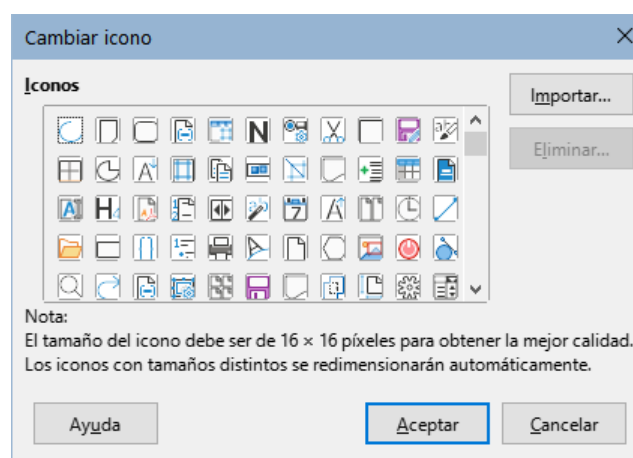 Cambiar icono
Iconos
Importar...
Eliminar...
Nota:
El tamaño del icono debe ser de 16 × 16 píxeles para obtener la mejor calidad.
Los iconos con tamaños distintos se redimensionarán automáticamente.
Ayuda
Aceptar
Cancelar